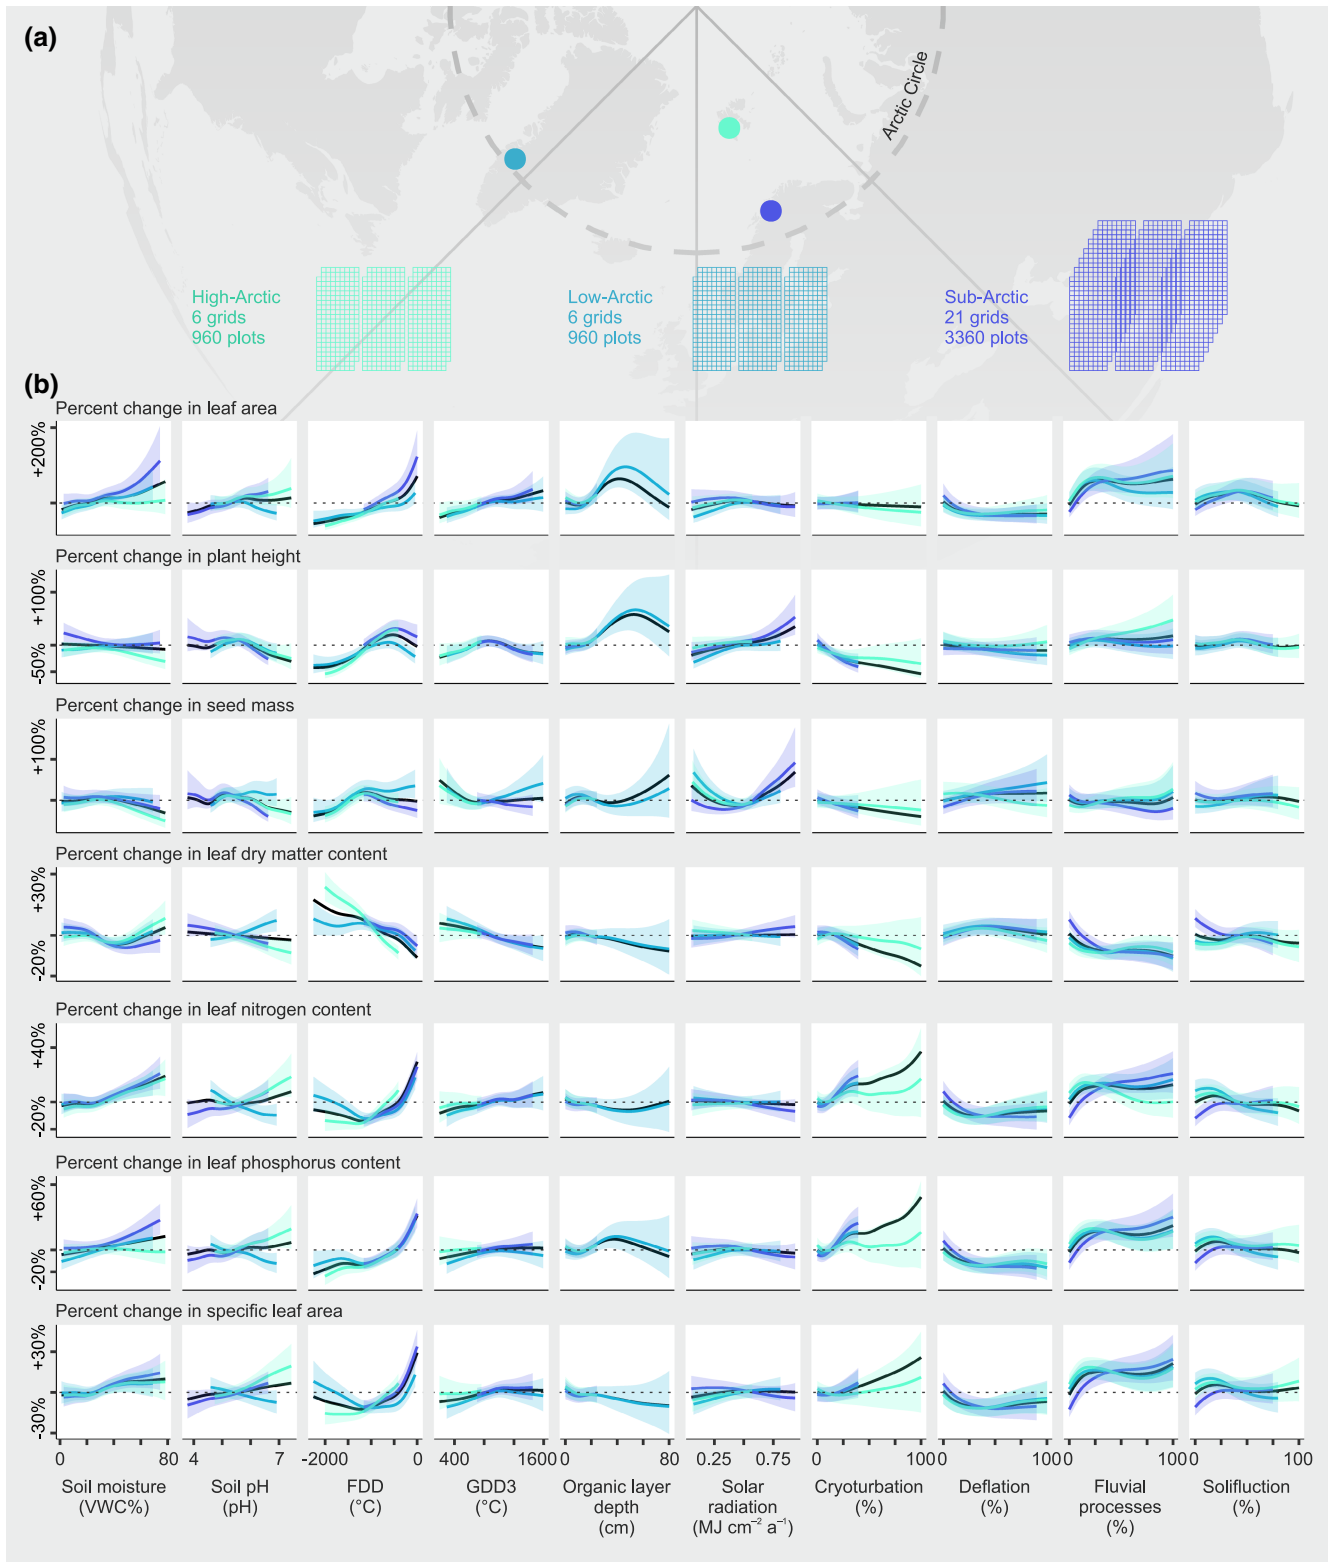 (a)
Arctic Circle
High-Arctic
6 grids
960 plots
Low-Arctic
6 grids
960 plots
Sub-Arctic
21 grids
3360 plots
(b)
Percent change in leaf area
+200%
Percent change in plant height
+100%
-50%
Percent change in seed mass
+100%
Percent change in leaf dry matter content
+30%
-20%
Percent change in leaf nitrogen content
+40%
-20%
Percent change in leaf phosphorus content
+60%
-20%
Percent change in specific leaf area
+30%
-30%
0 80 4 7 -2000 0 400 1600 0 80 0.25 0.75 0 100 0 100 0 100 0 100
Soil moisture
(VWC%)
Soil pH
(pH)
FDD
(°C)
GDD3
(°C)
Organic layer
depth
(cm)
Solar
radiation
(MJ cm⁻² a⁻¹)
Cryoturbation
(%)
Deflation
(%)
Fluvial
processes
(%)
Solifluction
(%)